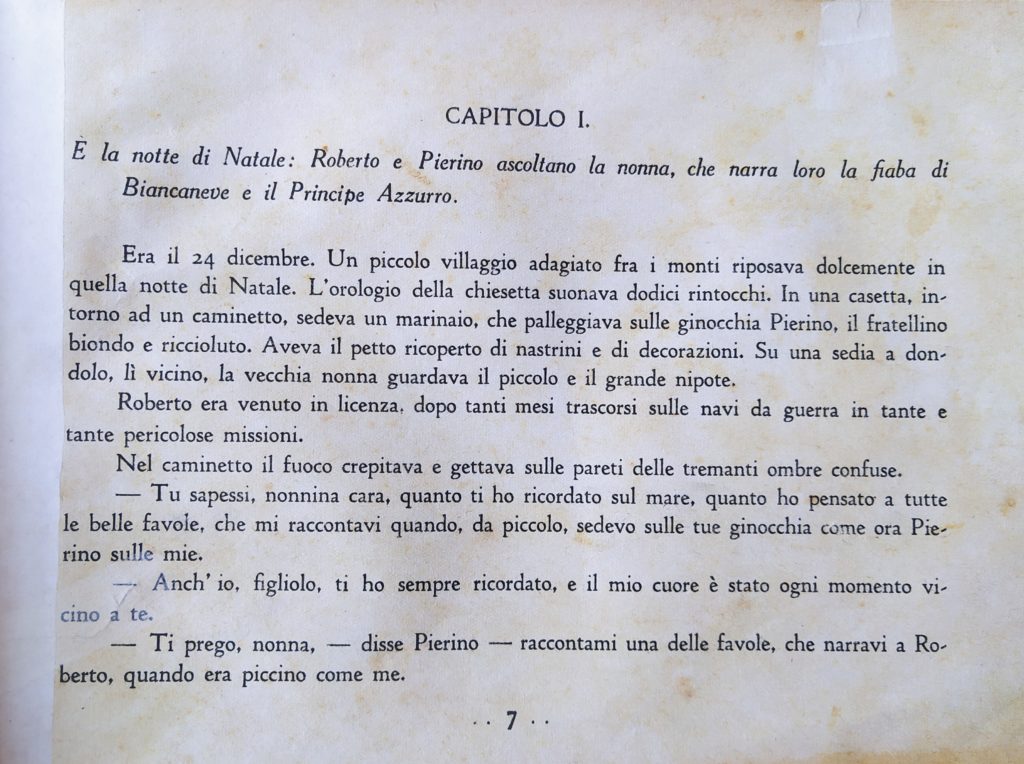 CAPITOLO I.
È la notte di Natale: Roberto e Pierino ascoltano la nonna, che narra loro la fiaba di
Biancaneve e il Principe Azzurro.
Era il 24 dicembre. Un piccolo villaggio adagiato fra i monti riposava dolcemente in
quella notte di Natale. L'orologio della chiesetta suonava dodici rintocchi. In una casetta, in-
torno ad un caminetto, sedeva un marinaio, che palleggiava sulle ginocchia Pierino, il fratellino
biondo e riccioluto. Aveva il petto ricoperto di nastrini e di decorazioni. Su una sedia a don-
dolo, lì vicino, la vecchia nonna guardava il piccolo e il grande nipote.
Roberto era venuto in licenza, dopo tanti mesi trascorsi sulle navi da guerra in tante e
tante pericolose missioni.
Nel caminetto il fuoco crepitava e gettava sulle pareti delle tremanti ombre confuse.
— Tu sapessi, nonnina cara, quanto ti ho ricordato sul mare, quanto ho pensato a tutte
le belle favole, che mi raccontavi quando, da piccolo, sedevo sulle tue ginocchia come ora Pie-
rino sulle mie.
— Anch' io, figliolo, ti ho sempre ricordato, e il mio cuore è stato ogni momento vi-
cino a te.
— Ti prego, nonna, — disse Pierino — raccontami una delle favole, che narravi a Ro-
berto, quando era piccino come me.
· · 7 · ·